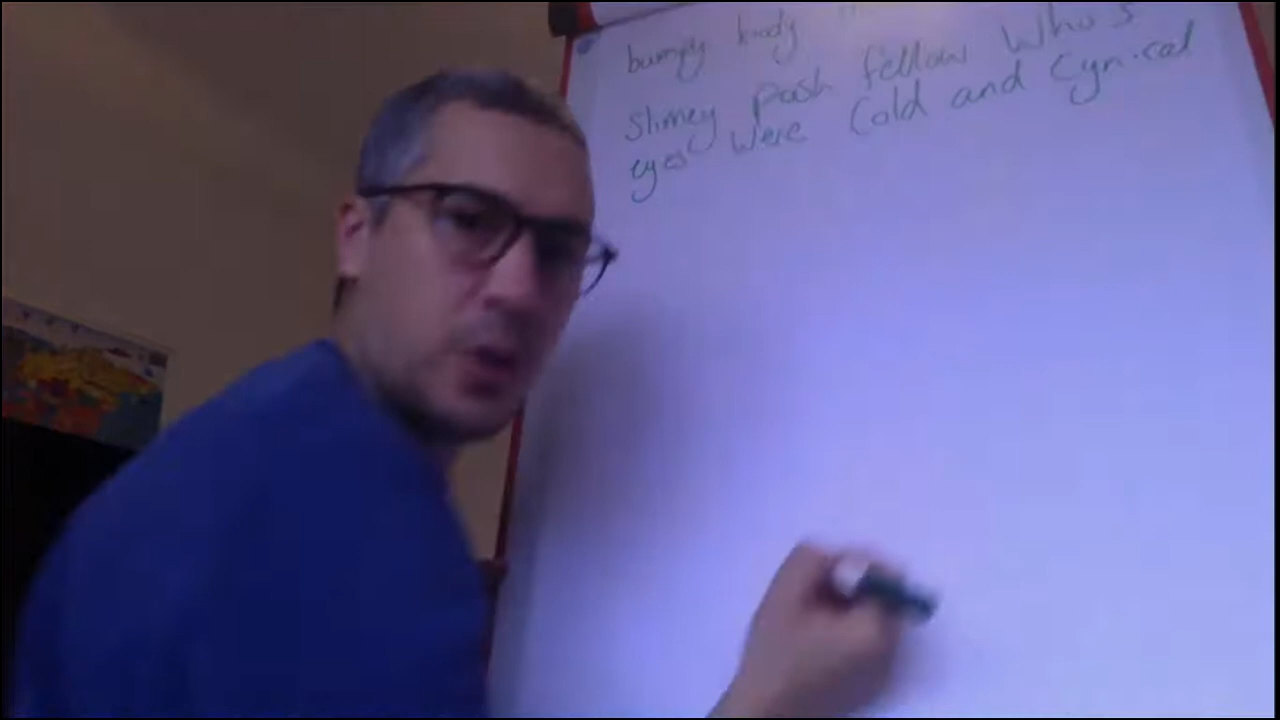 bumpy body
slimey posh fellow Who's
eyes were cold and cynical